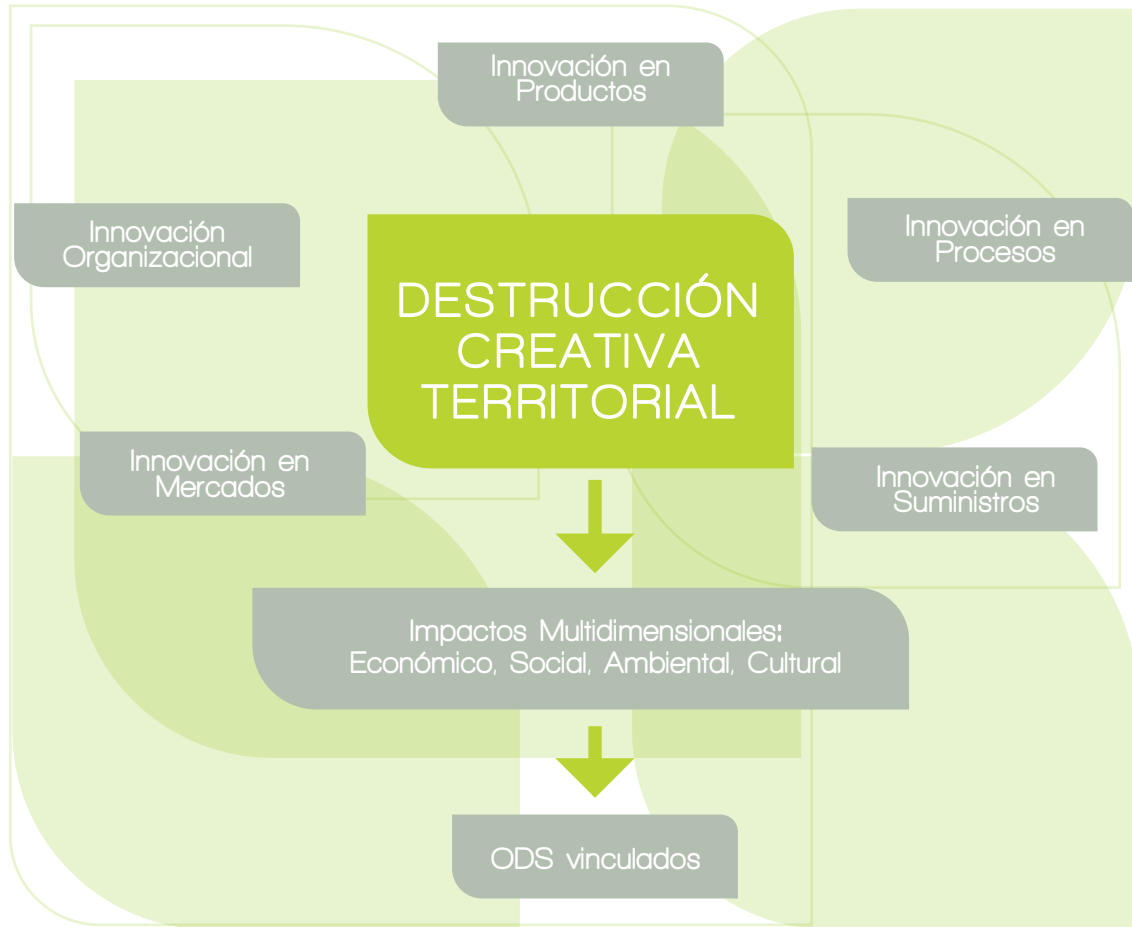 Innovación en
Productos
Innovación
Organizacional
Innovación en
Procesos
DESTRUCCIÓN
CREATIVA
TERRITORIAL
Innovación en
Mercados
Innovación en
Suministros
Impactos Multidimensionales:
Económico, Social, Ambiental, Cultural
ODS vinculados